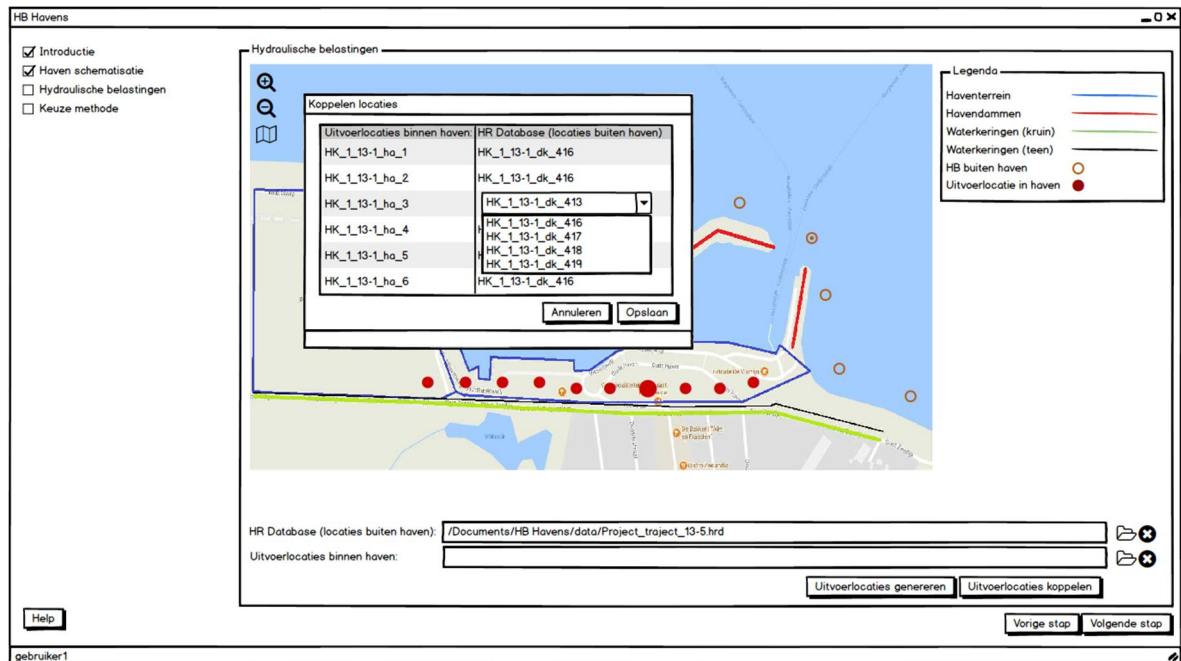 HB Havens
Introductie
Haven schematisatie
Hydraulische belastingen
Keuze methode
Hydraulische belastingen
Koppelen locaties
Uitvoerlocaties binnen haven: HR Database (locaties buiten haven)
HK_1_13-1_ha_1 HK_1_13-1_dk_416
HK_1_13-1_ha_2 HK_1_13-1_dk_416
HK_1_13-1_ha_3 HK_1_13-1_dk_413
HK_1_13-1_dk_416
HK_1_13-1_ha_4
HK_1_13-1_dk_417
HK_1_13-1_dk_418
HK_1_13-1_ha_5
HK_1_13-1_dk_419
HK_1_13-1_ha_6 HK_1_13-1_dk_416
Annuleren Opslaan
Legenda
Haventerrein
Havendammen
Waterkeringen (kruin)
Waterkeringen (teen)
HB buiten haven
Uitvoerlocatie in haven
HR Database (locaties buiten haven): /Documents/HB Havens/data/Project_traject_13-5.hrd
Uitvoerlocaties binnen haven:
Uitvoerlocaties genereren Uitvoerlocaties koppelen
Help
Vorige stap Volgende stap
gebruiker1